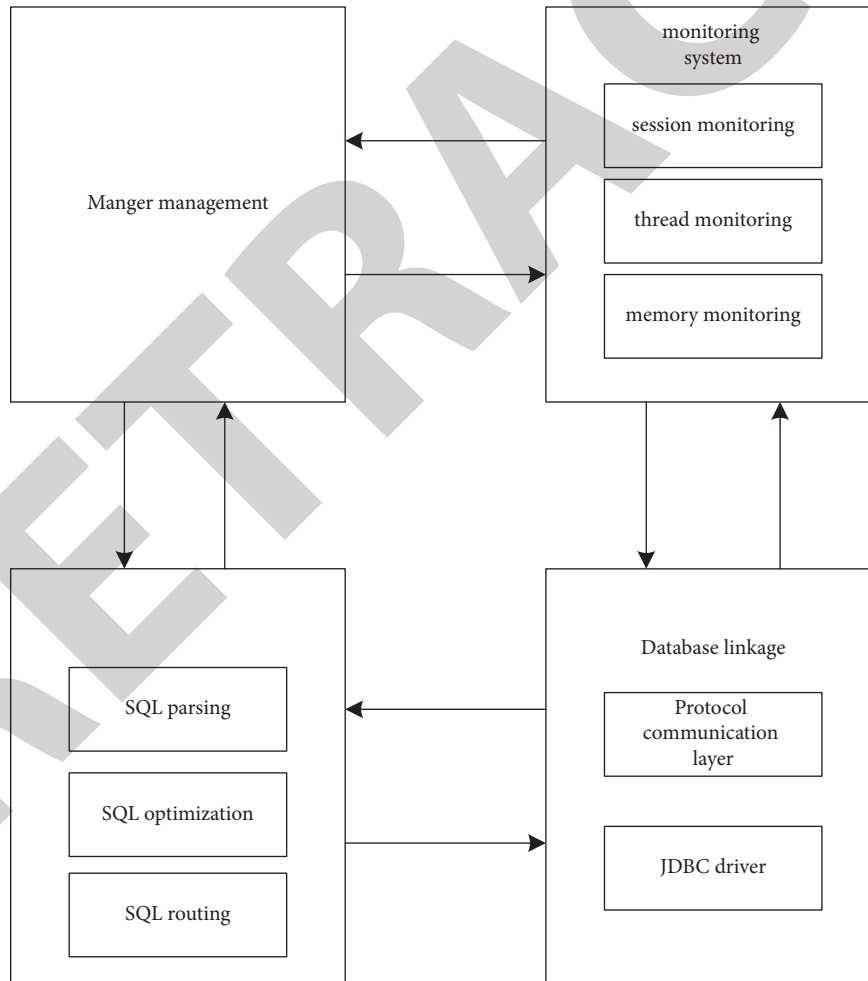 monitoring
system
session monitoring
Manger management
thread monitoring
memory monitoring
Database linkage
SQL parsing
Protocol
communication
layer
SQL optimization
JDBC driver
SQL routing
RETRAC